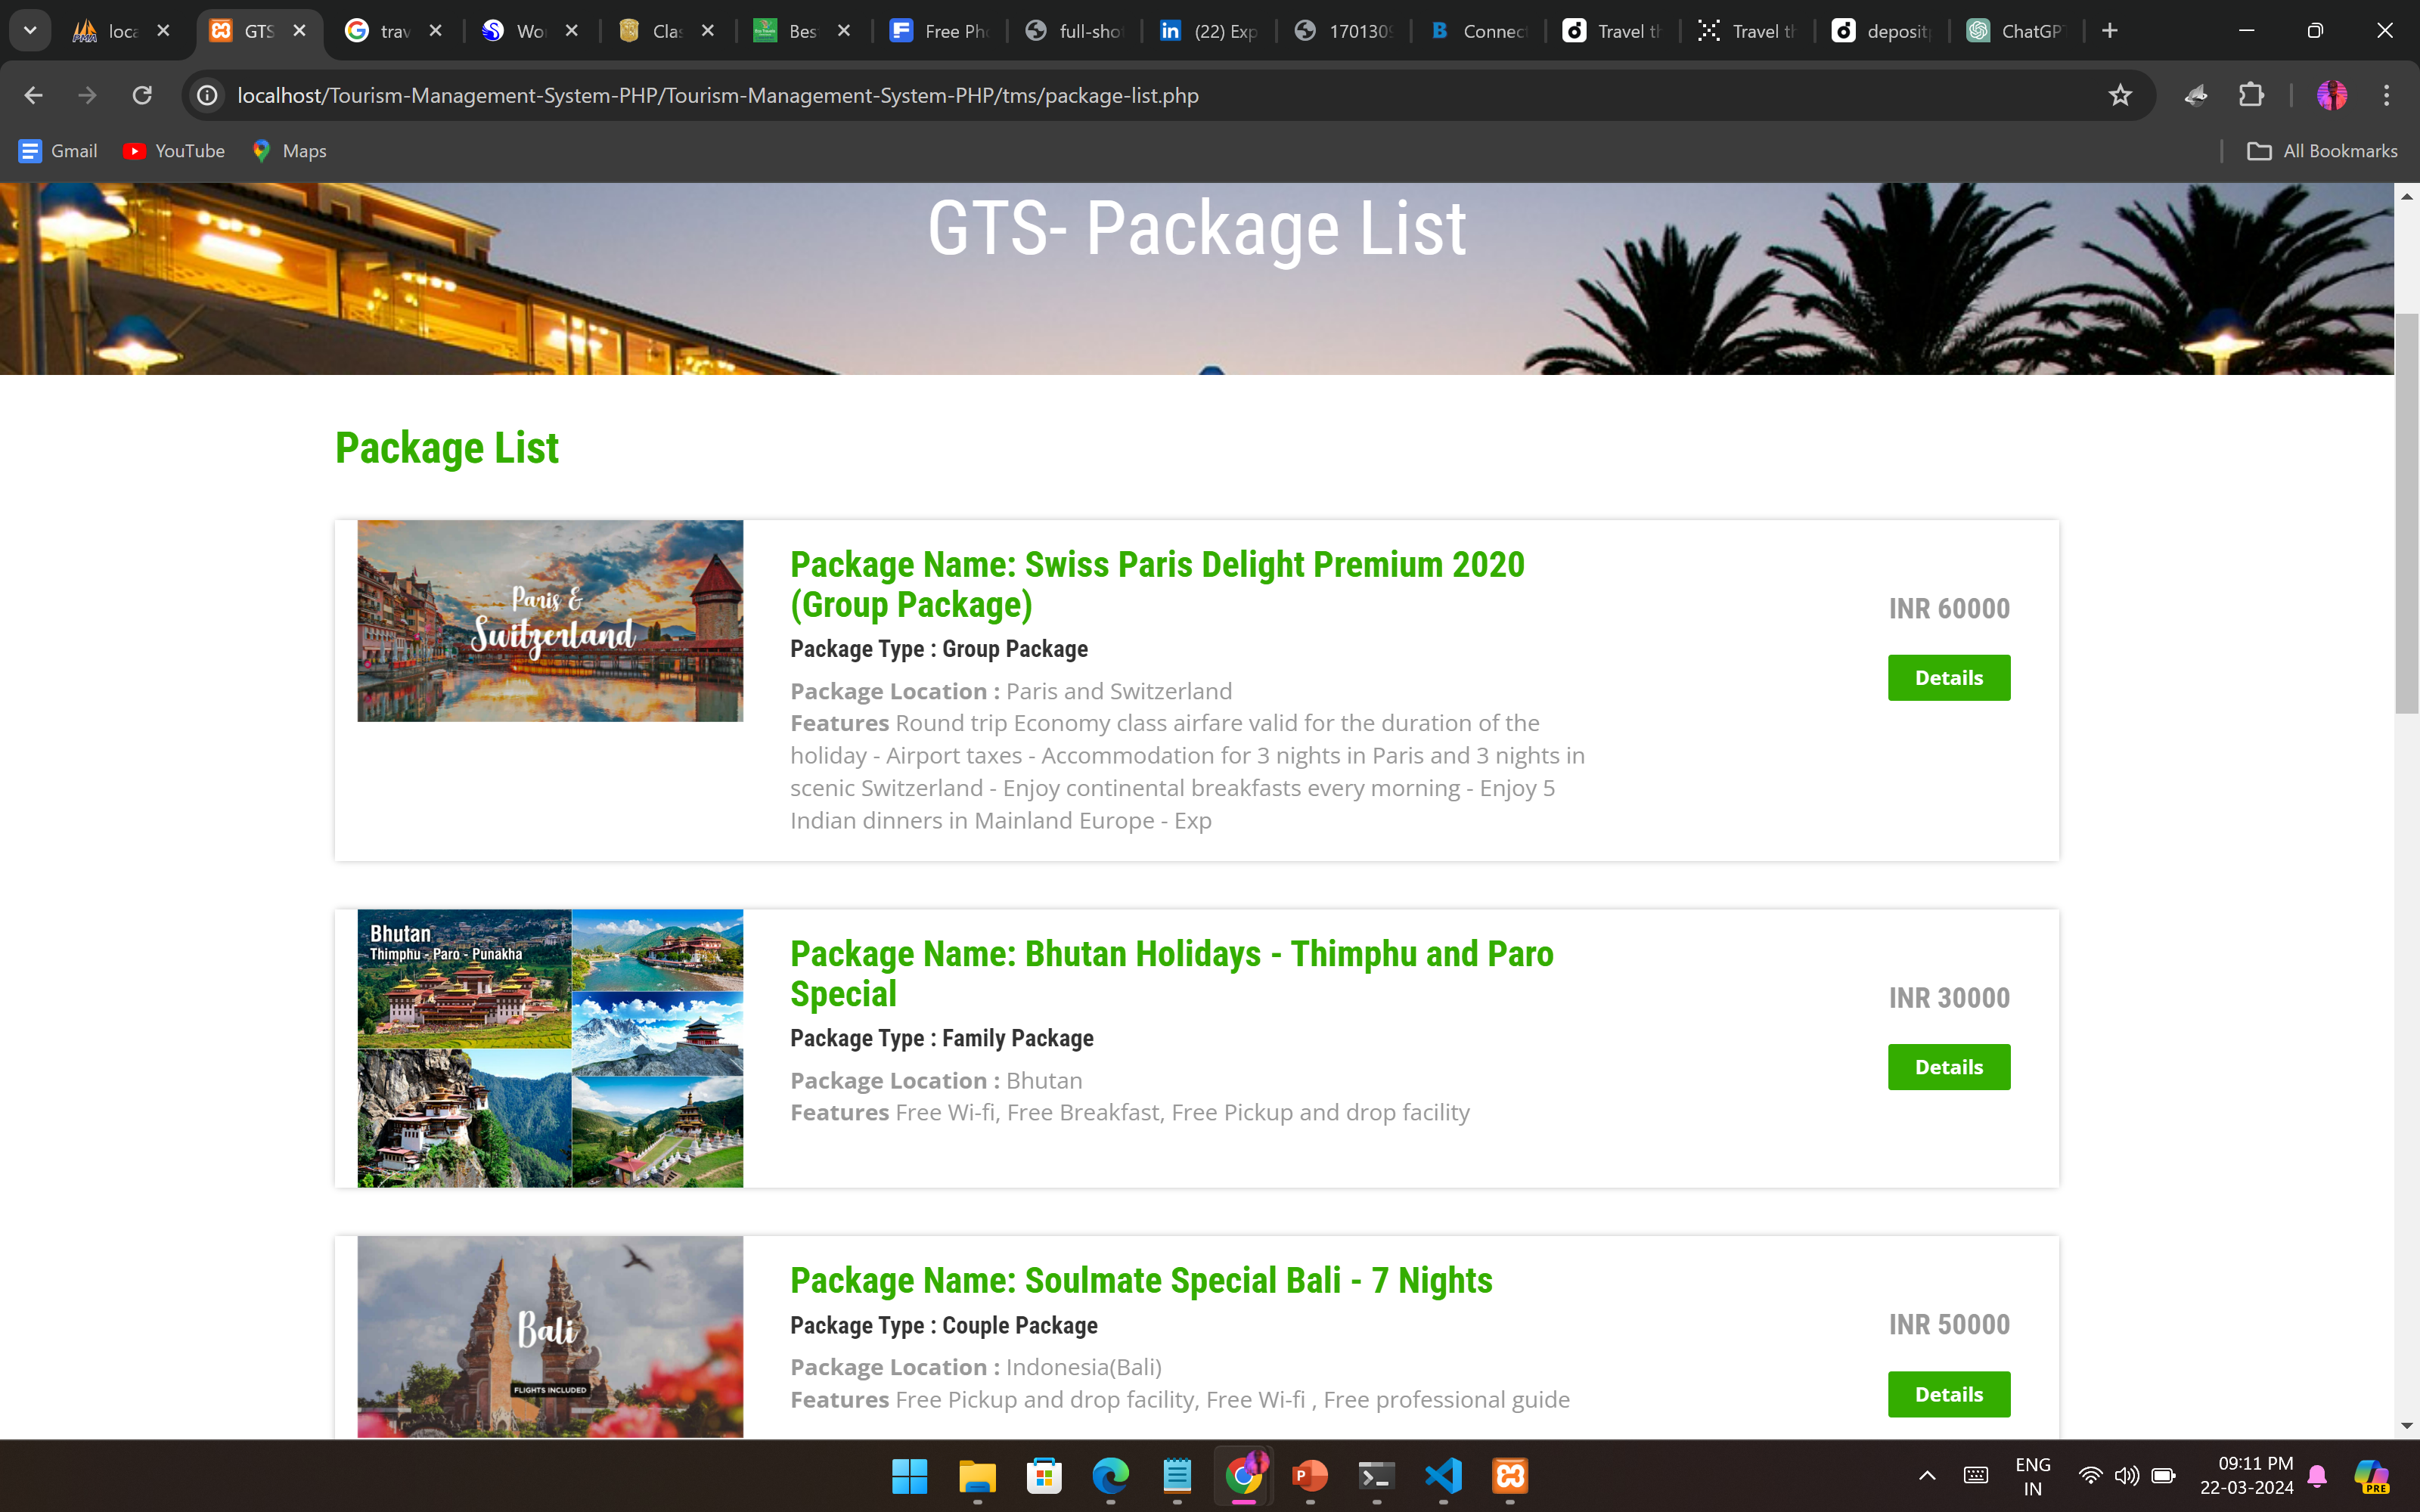 loca
GTS
trav
Wo
Clas
Bes
Free Pho
full-shot
(22) Exp
170130
Connect
Travel th
Travel th
deposit
ChatGPT
localhost/Tourism-Management-System-PHP/Tourism-Management-System-PHP/tms/package-list.php
Gmail
YouTube
Maps
All Bookmarks
GTS- Package List
Package List
Paris &
Switzerland
Package Name: Swiss Paris Delight Premium 2020
(Group Package)
Package Type : Group Package
Package Location : Paris and Switzerland
Features Round trip Economy class airfare valid for the duration of the
holiday - Airport taxes - Accommodation for 3 nights in Paris and 3 nights in
scenic Switzerland - Enjoy continental breakfasts every morning - Enjoy 5
Indian dinners in Mainland Europe - Exp
INR 60000
Details
Bhutan
Thimphu - Paro - Punakha
Package Name: Bhutan Holidays - Thimphu and Paro
Special
Package Type : Family Package
Package Location : Bhutan
Features Free Wi-fi, Free Breakfast, Free Pickup and drop facility
INR 30000
Details
Bali
FLIGHTS INCLUDED
Package Name: Soulmate Special Bali - 7 Nights
Package Type : Couple Package
Package Location : Indonesia(Bali)
Features Free Pickup and drop facility, Free Wi-fi , Free professional guide
INR 50000
Details
ENG
IN
09:11 PM
22-03-2024
PRE